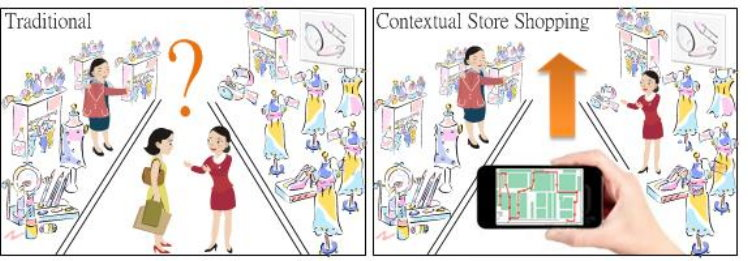 Traditional
?
Contextual Store Shopping